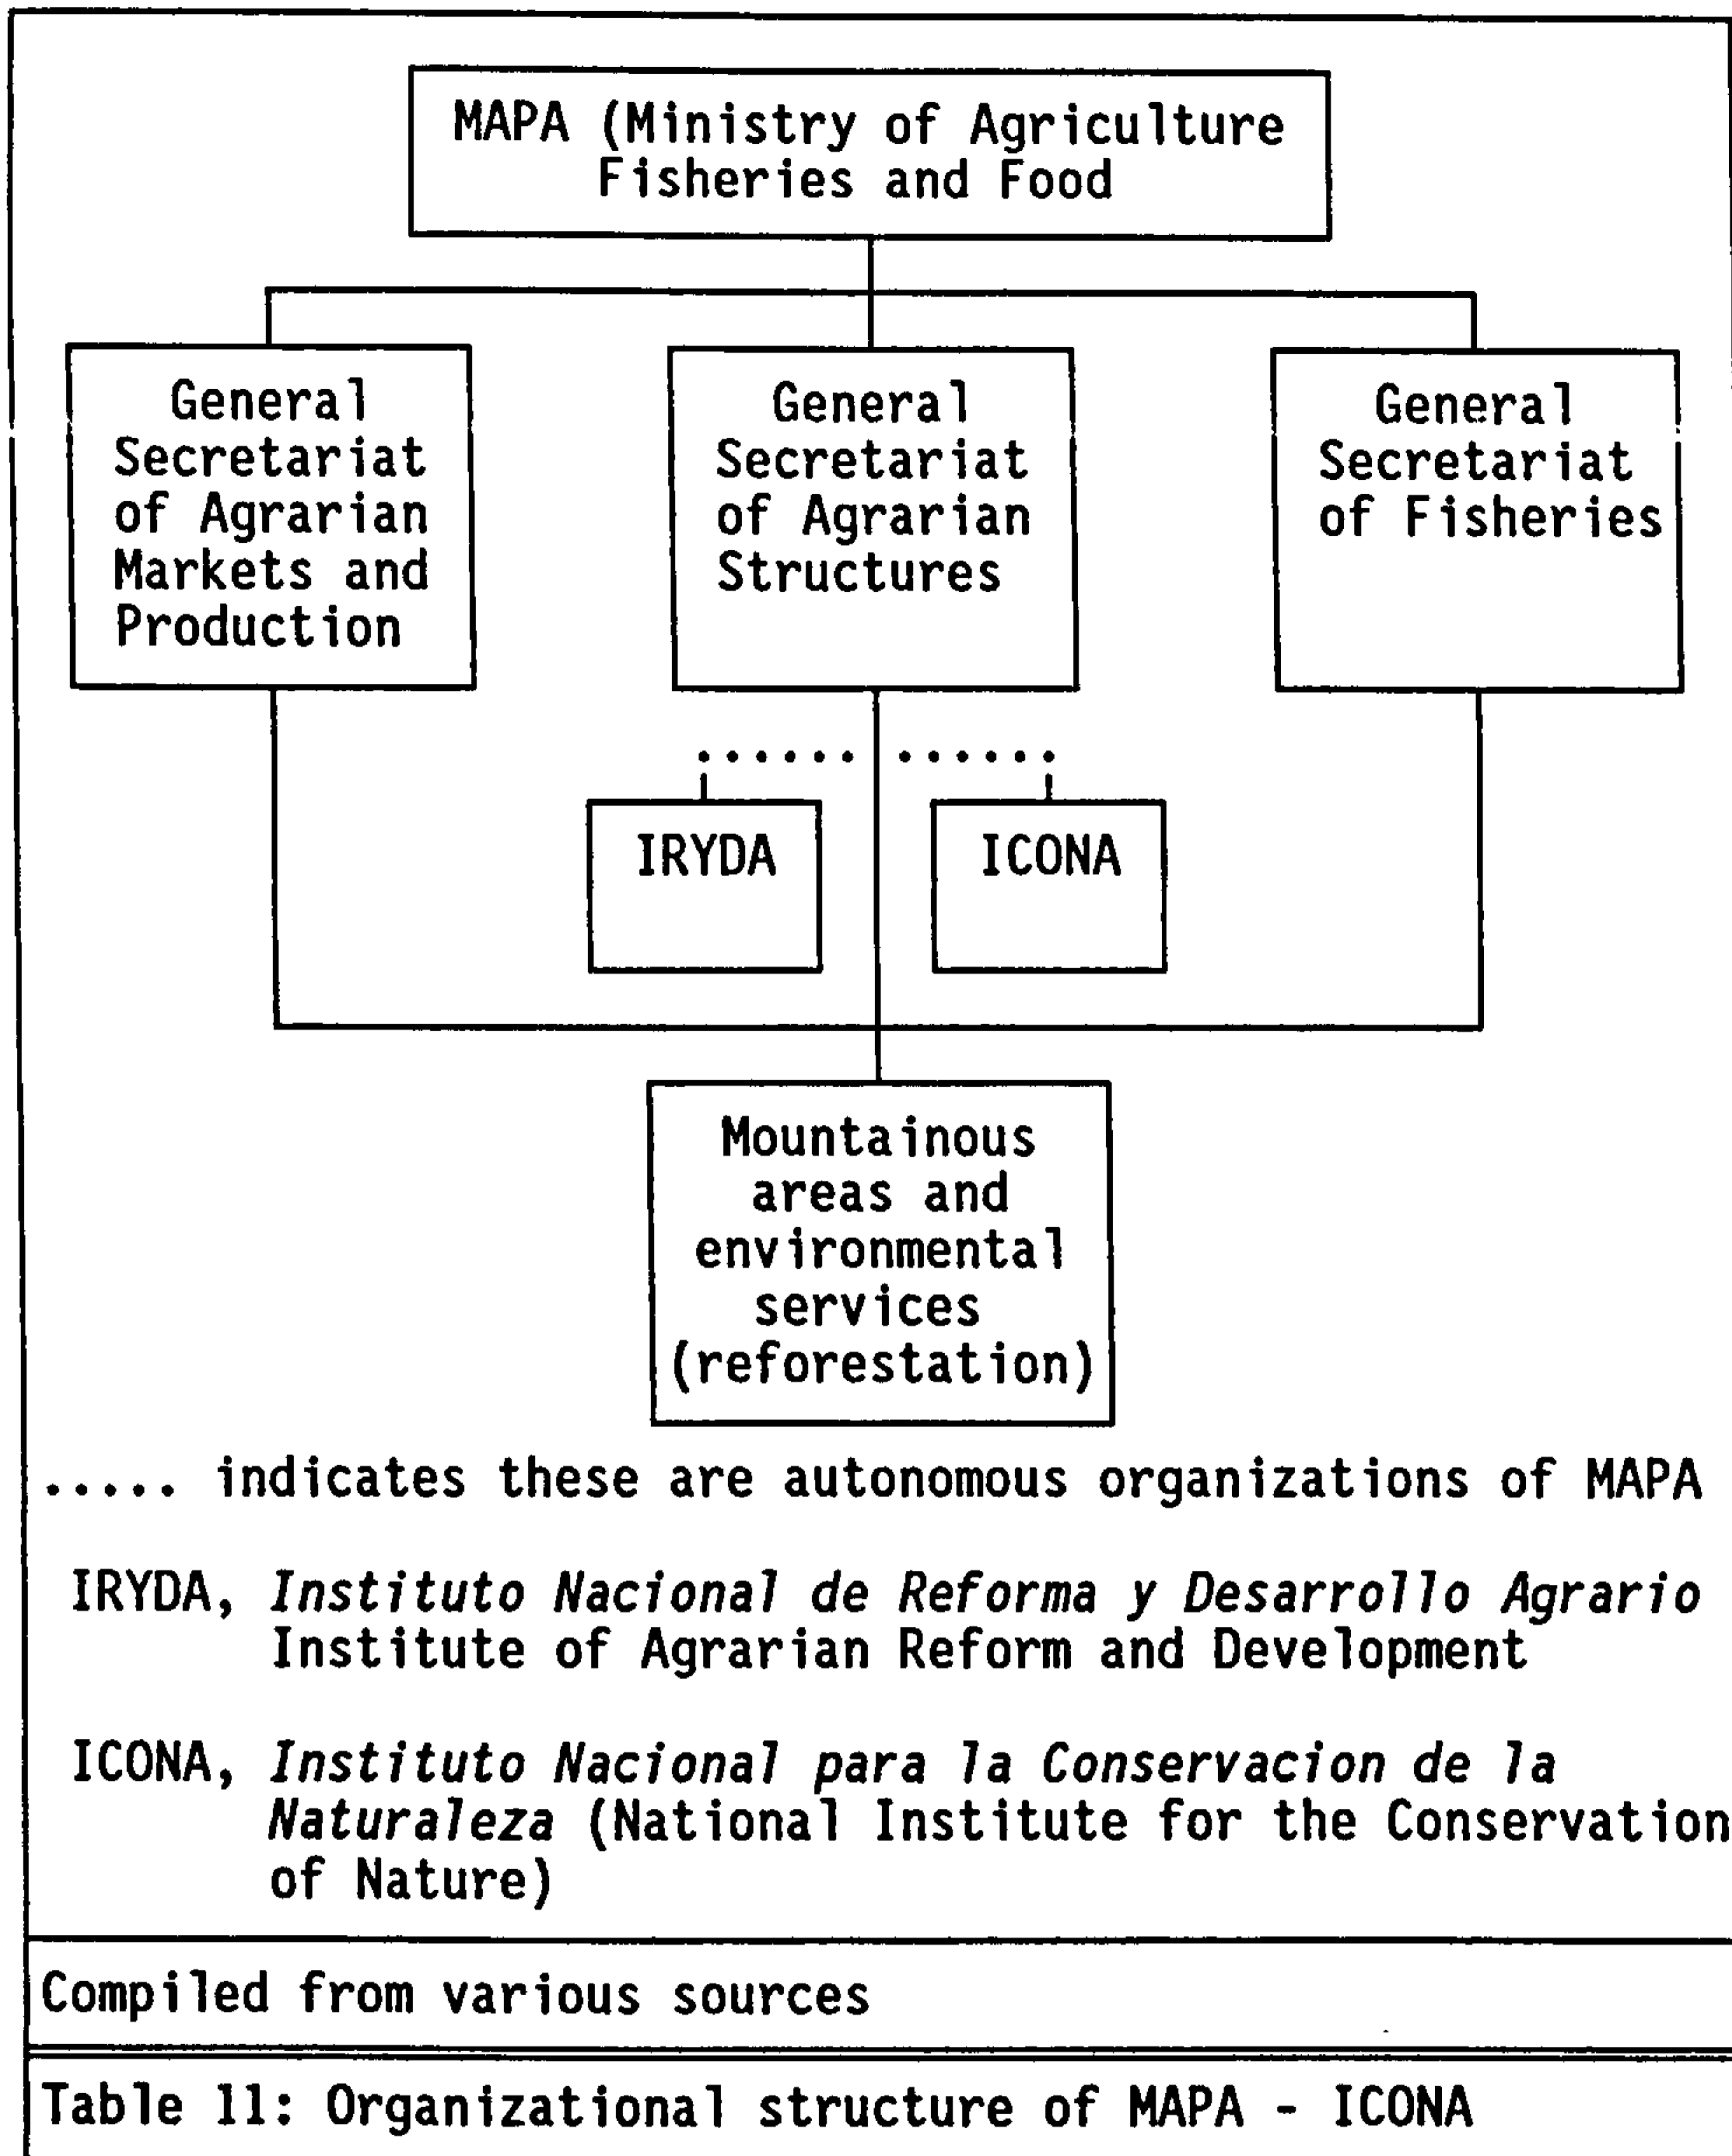 MAPA (Ministry of Agriculture
Fisheries and Food
General
Secretariat
of Agrarian
Markets and
Production
General
Secretariat
of Agrarian
Structures
General
Secretariat
of Fisheries
IRYDA
ICONA
Mountainous
areas and
environmental
services
(reforestation)
..... indicates these are autonomous organizations of MAPA
IRYDA, Instituto Nacional de Reforma y Desarrollo Agrario
Institute of Agrarian Reform and Development
ICONA, Instituto Nacional para la Conservacion de la
Naturaleza (National Institute for the Conservation
of Nature)
Compiled from various sources
Table 11: Organizational structure of MAPA - ICONA